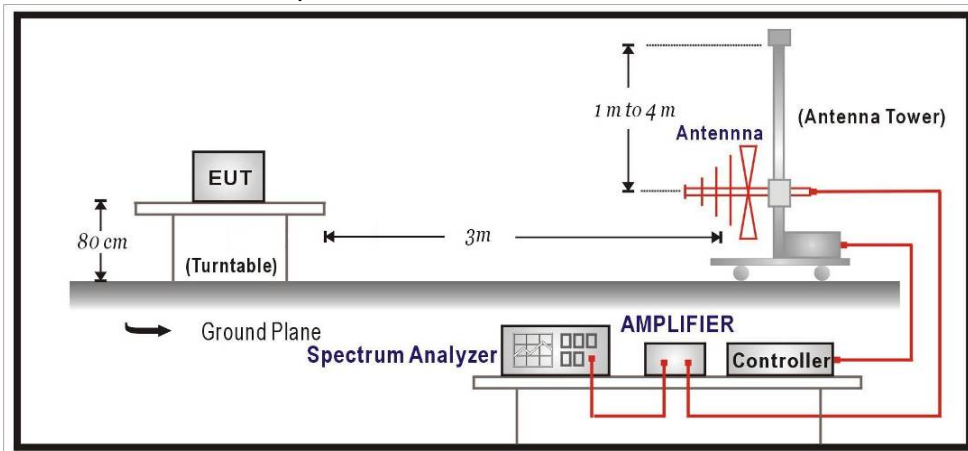 1 m to 4 m
(Antenna Tower)
Antennna
EUT
80 cm
3m
(Turntable)
Ground Plane
AMPLIFIER
Spectrum Analyzer
Controller